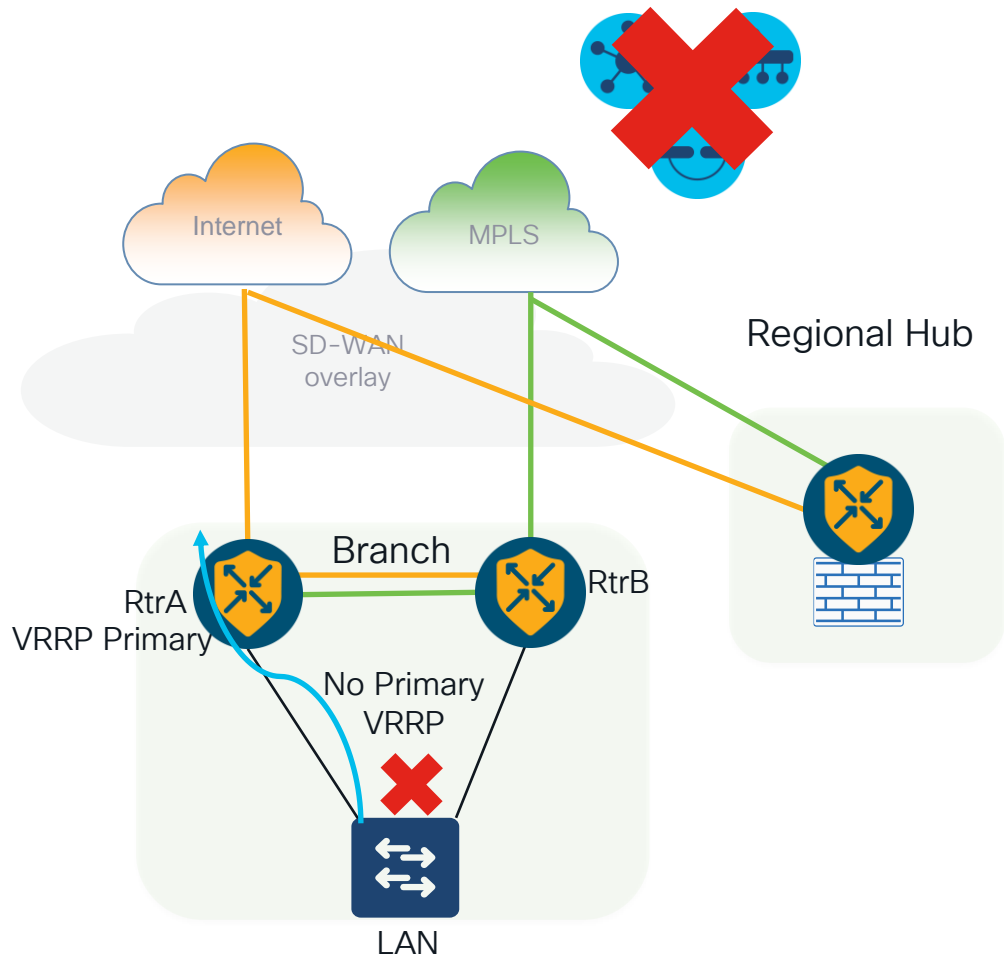 Internet
MPLS
SD-WAN
overlay
Regional Hub
Branch
RtrA
VRRP Primary
RtrB
No Primary
VRRP
LAN